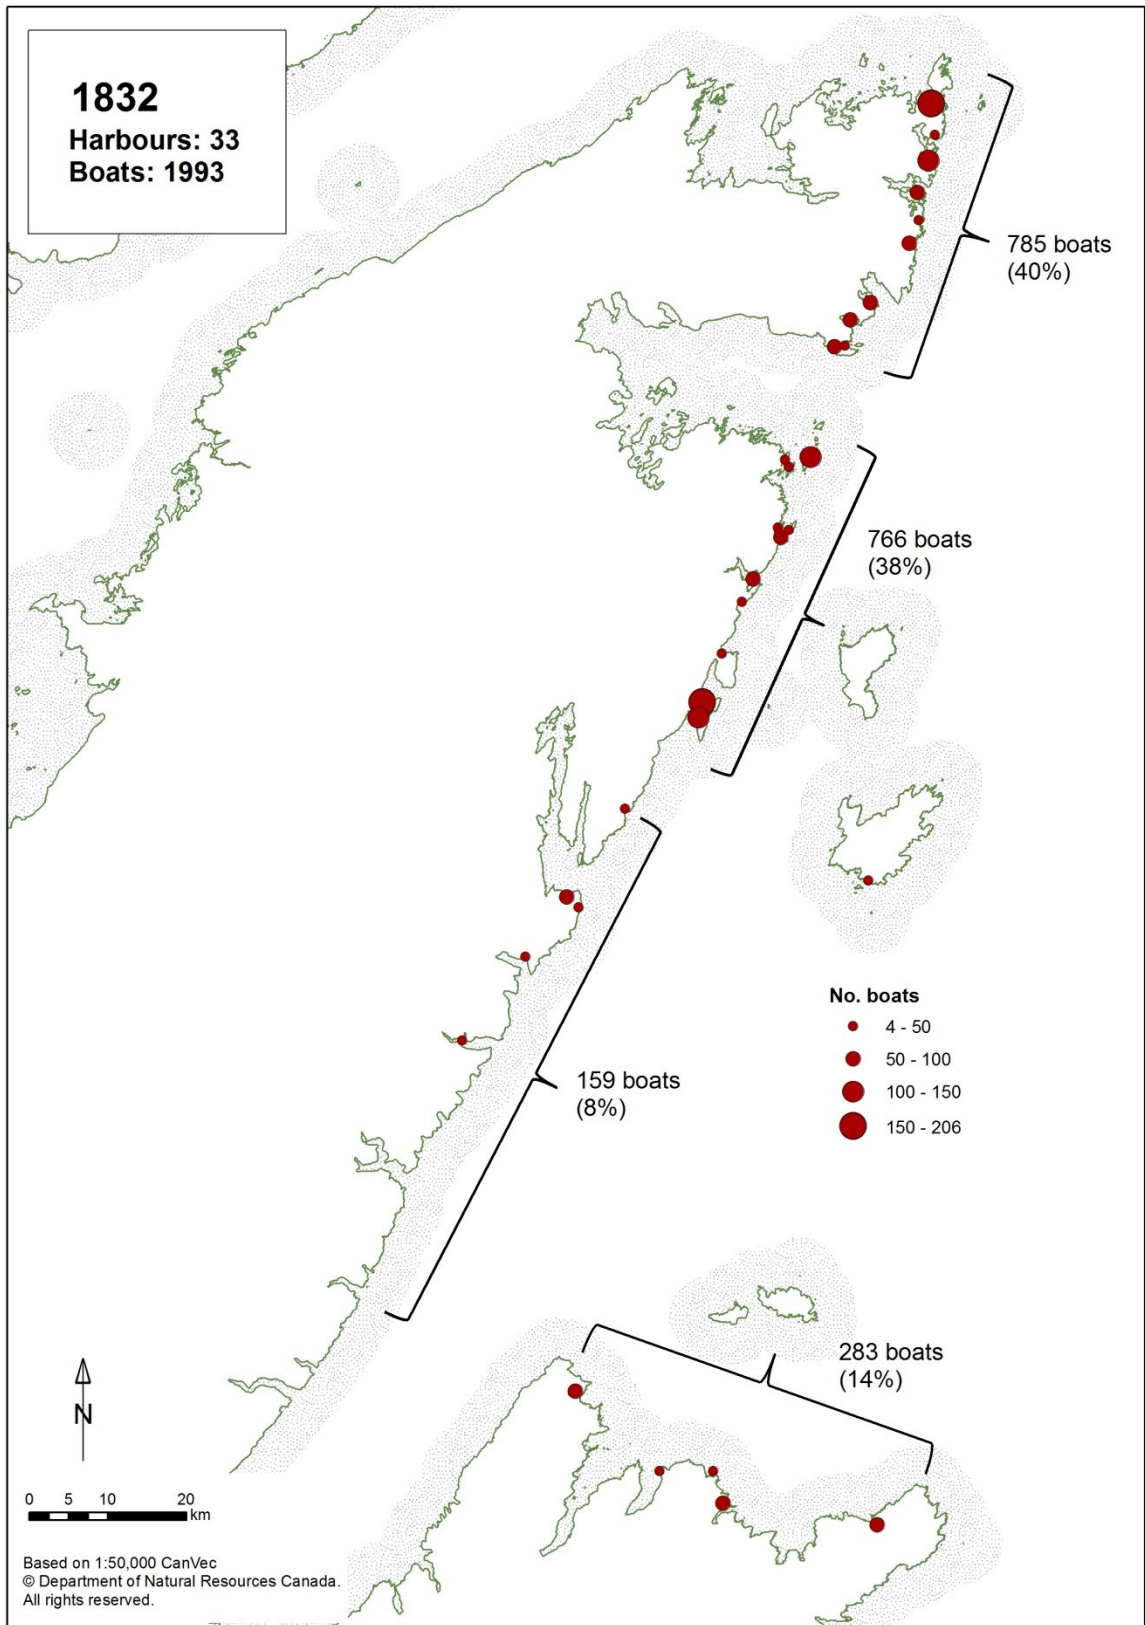 1832
Harbours: 33
Boats: 1993
785 boats
(40%)
766 boats
(38%)
No. boats
4 - 50
50 - 100
100 - 150
150 - 206
159 boats
(8%)
283 boats
(14%)
N
0 5 10 20
km
Based on 1:50,000 CanVec
© Department of Natural Resources Canada.
All rights reserved.